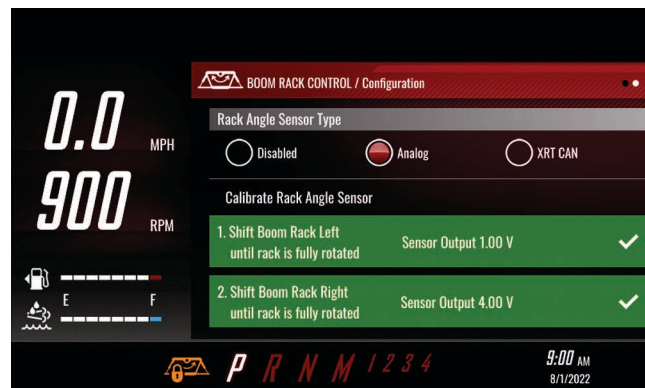 BOOM RACK CONTROL / Configuration
Rack Angle Sensor Type
Disabled
Analog
XRT CAN
Calibrate Rack Angle Sensor
0.0 MPH
900 RPM
1. Shift Boom Rack Left
until rack is fully rotated
Sensor Output 1.00 V
2. Shift Boom Rack Right
until rack is fully rotated
Sensor Output 4.00 V
E F
P R N M 1 2 3 4
9:00 AM
8/1/2022